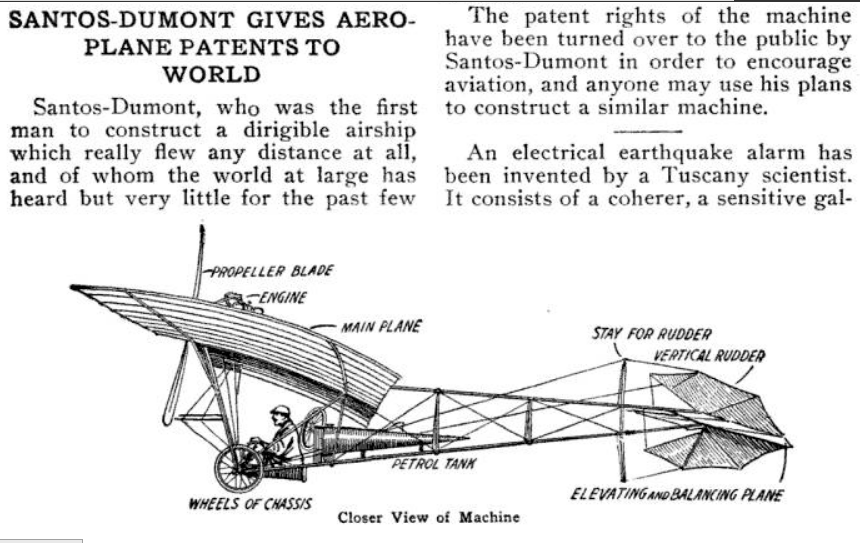 SANTOS-DUMONT GIVES AERO-
PLANE PATENTS TO
WORLD
Santos-Dumont, who was the first
man to construct a dirigible airship
which really flew any distance at all,
and of whom the world at large has
heard but very little for the past few
The patent rights of the machine
have been turned over to the public by
Santos-Dumont in order to encourage
aviation, and anyone may use his plans
to construct a similar machine.
An electrical earthquake alarm has
been invented by a Tuscany scientist.
It consists of a coherer, a sensitive gal-
PROPELLER BLADE
ENGINE
MAIN PLANE
STAY FOR RUDDER
VERTICAL RUDDER
PETROL TANK
ELEVATING AND BALANCING PLANE
WHEELS OF CHASSIS
Closer View of Machine